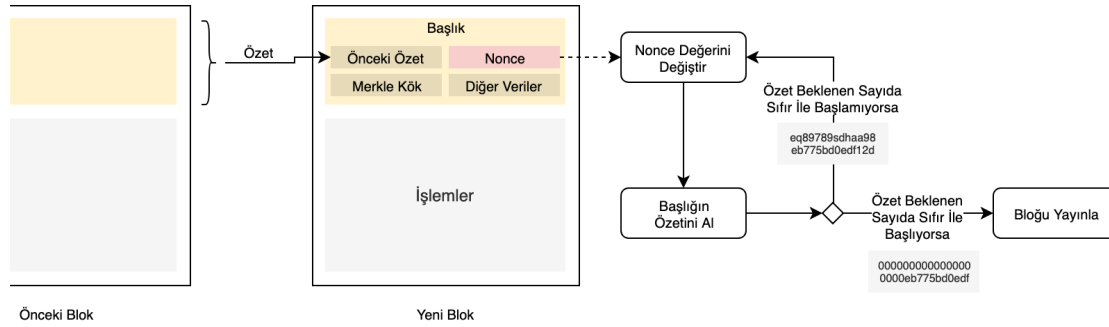 Özet
Başlık
Önceki Özet
Nonce
Merkle Kök
Diğer Veriler
İşlemler
Önceki Blok
Yeni Blok
Nonce Değerini
Değiştir
Özet Beklenen Sayıda
Sıfır İle Başlamıyorsa
eq89789sdhaa98
eb775bd0edf12d
Başlığın
Özetini Al
Özet Beklenen
Sayıda Sıfır İle
Başlıyorsa
000000000000000
0000eb775bd0edf
Bloğu Yayınla